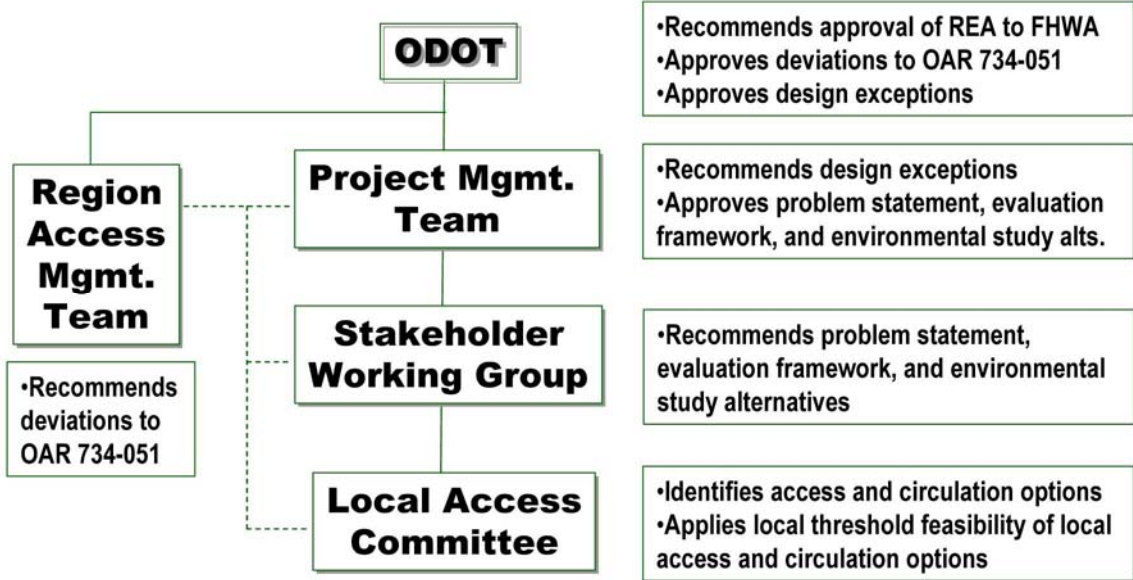 ODOT
•Recommends approval of REA to FHWA
•Approves deviations to OAR 734-051
•Approves design exceptions
Region
Access
Mgmt.
Team
•Recommends
deviations to
OAR 734-051
Project Mgmt.
Team
•Recommends design exceptions
•Approves problem statement, evaluation
framework, and environmental study alts.
Stakeholder
Working Group
•Recommends problem statement,
evaluation framework, and environmental
study alternatives
Local Access
Committee
•Identifies access and circulation options
•Applies local threshold feasibility of local
access and circulation options